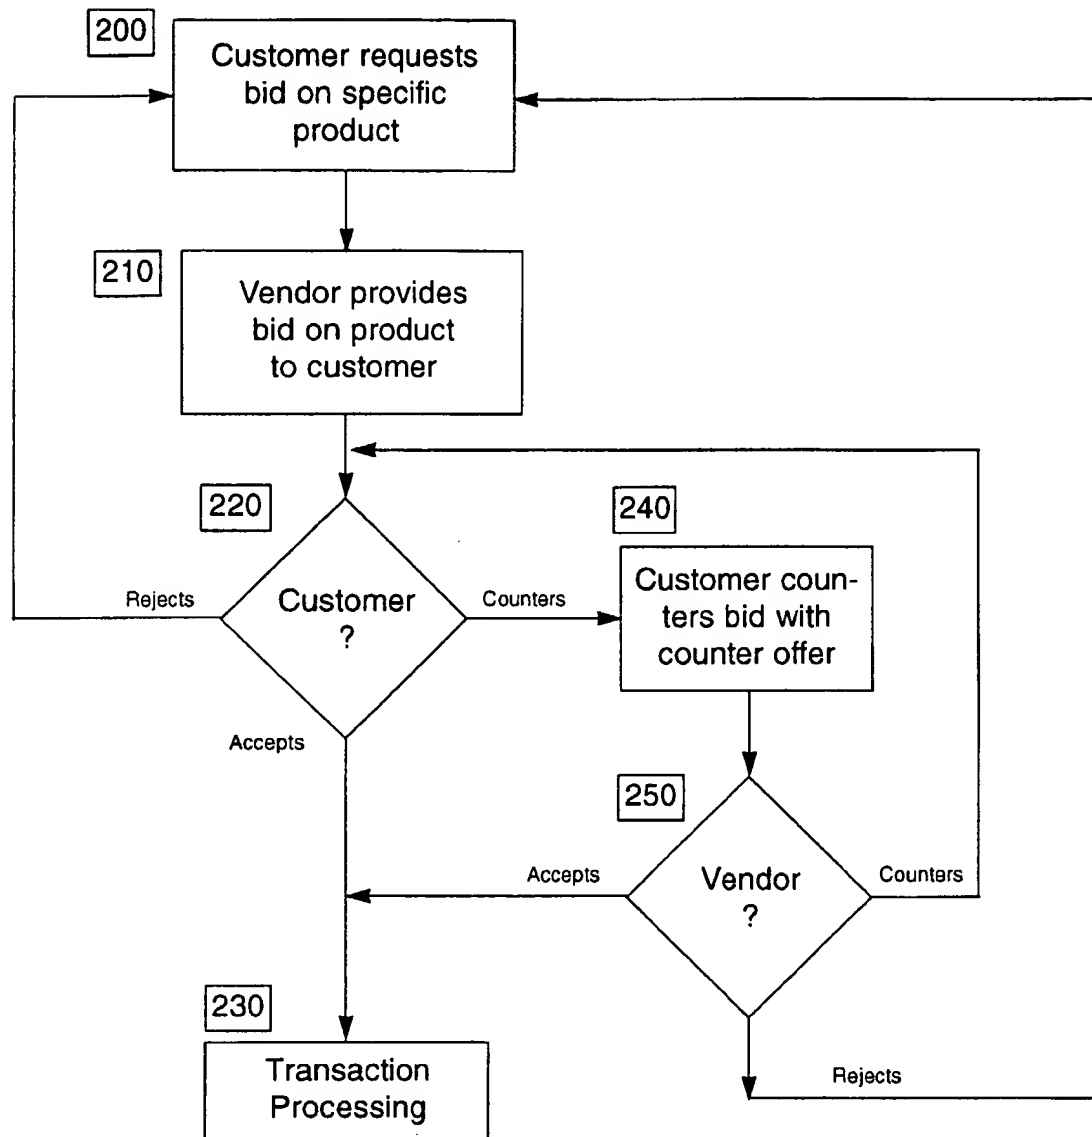 200
Customer requests
bid on specific
product
210
Vendor provides
bid on product
to customer
220
240
Rejects
Customer
?
Counters
Customer coun-
ters bid with
counter offer
Accepts
250
Accepts
Vendor
?
Counters
230
Transaction
Processing
Rejects